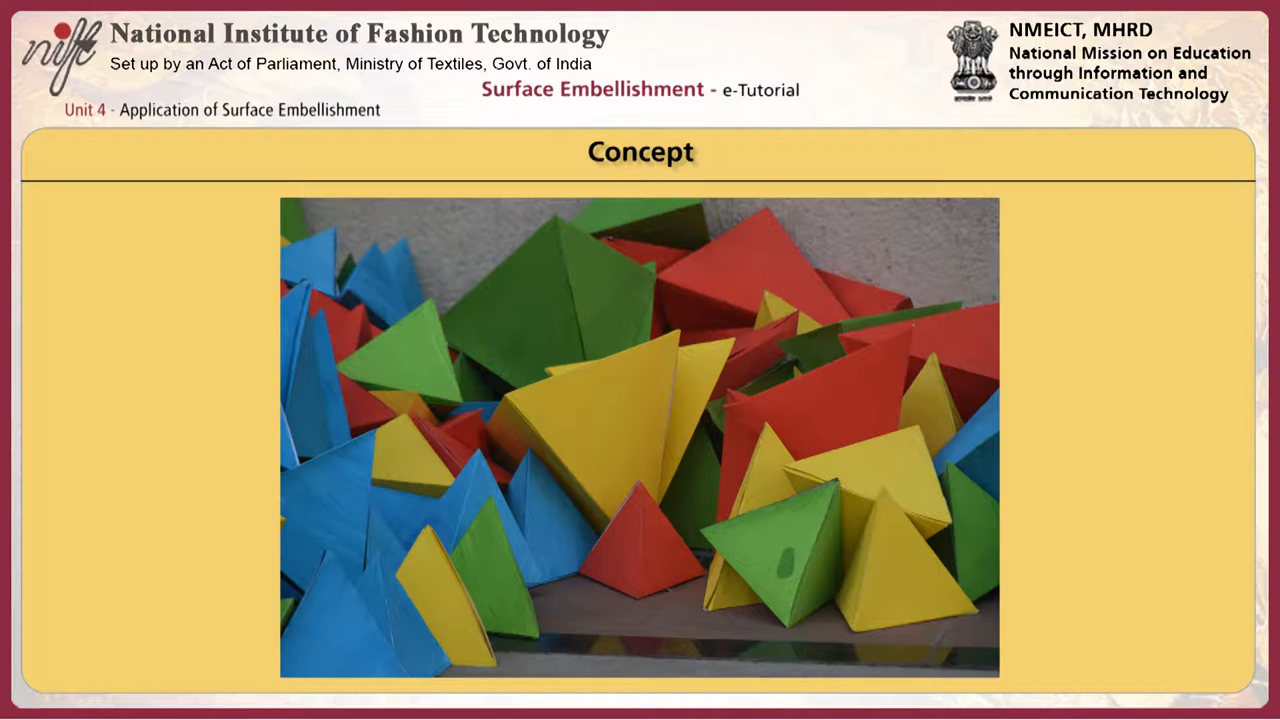 nift
National Institute of Fashion Technology
Set up by an Act of Parliament, Ministry of Textiles, Govt. of India
NMEICT, MHRD
National Mission on Education
through Information and
Communication Technology
Surface Embellishment - e-Tutorial
Unit 4 - Application of Surface Embellishment
Concept